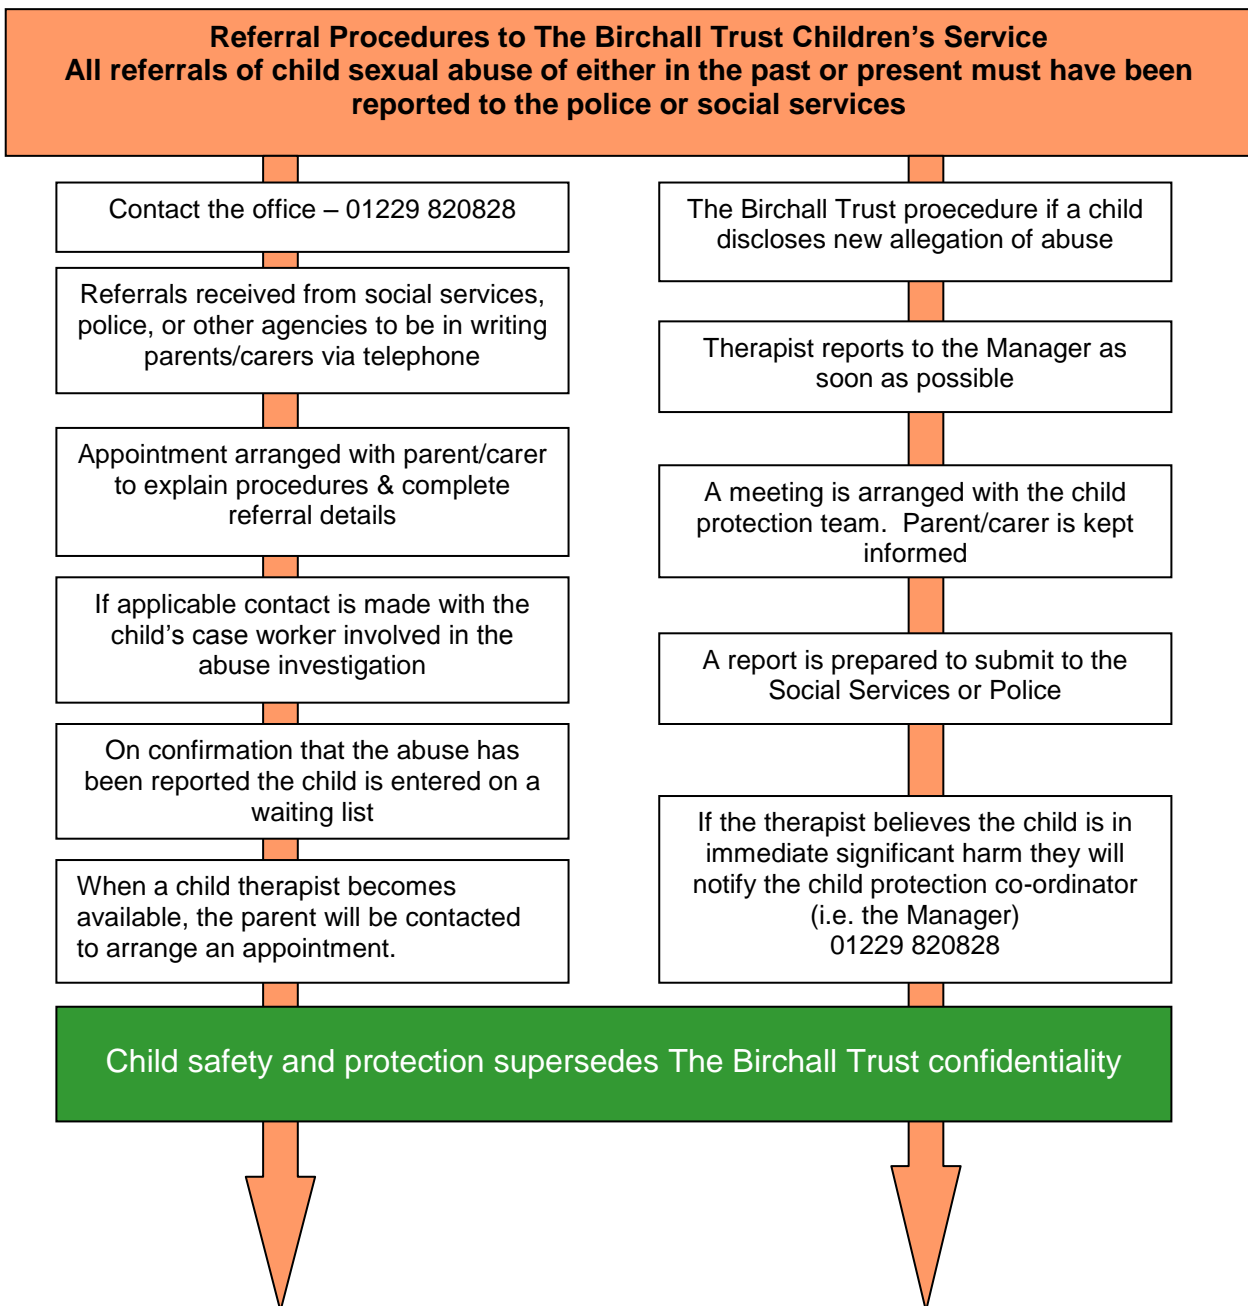 Referral Procedures to The Birchall Trust Children’s Service
All referrals of child sexual abuse of either in the past or present must have been
reported to the police or social services
Contact the office – 01229 820828
Referrals received from social services,
police, or other agencies to be in writing
parents/carers via telephone
Appointment arranged with parent/carer
to explain procedures & complete
referral details
If applicable contact is made with the
child’s case worker involved in the
abuse investigation
On confirmation that the abuse has
been reported the child is entered on a
waiting list
When a child therapist becomes
available, the parent will be contacted
to arrange an appointment.
The Birchall Trust proecedure if a child
discloses new allegation of abuse
Therapist reports to the Manager as
soon as possible
A meeting is arranged with the child
protection team.  Parent/carer is kept
informed
A report is prepared to submit to the
Social Services or Police
If the therapist believes the child is in
immediate significant harm they will
notify the child protection co-ordinator
(i.e. the Manager)
01229 820828
Child safety and protection supersedes The Birchall Trust confidentiality